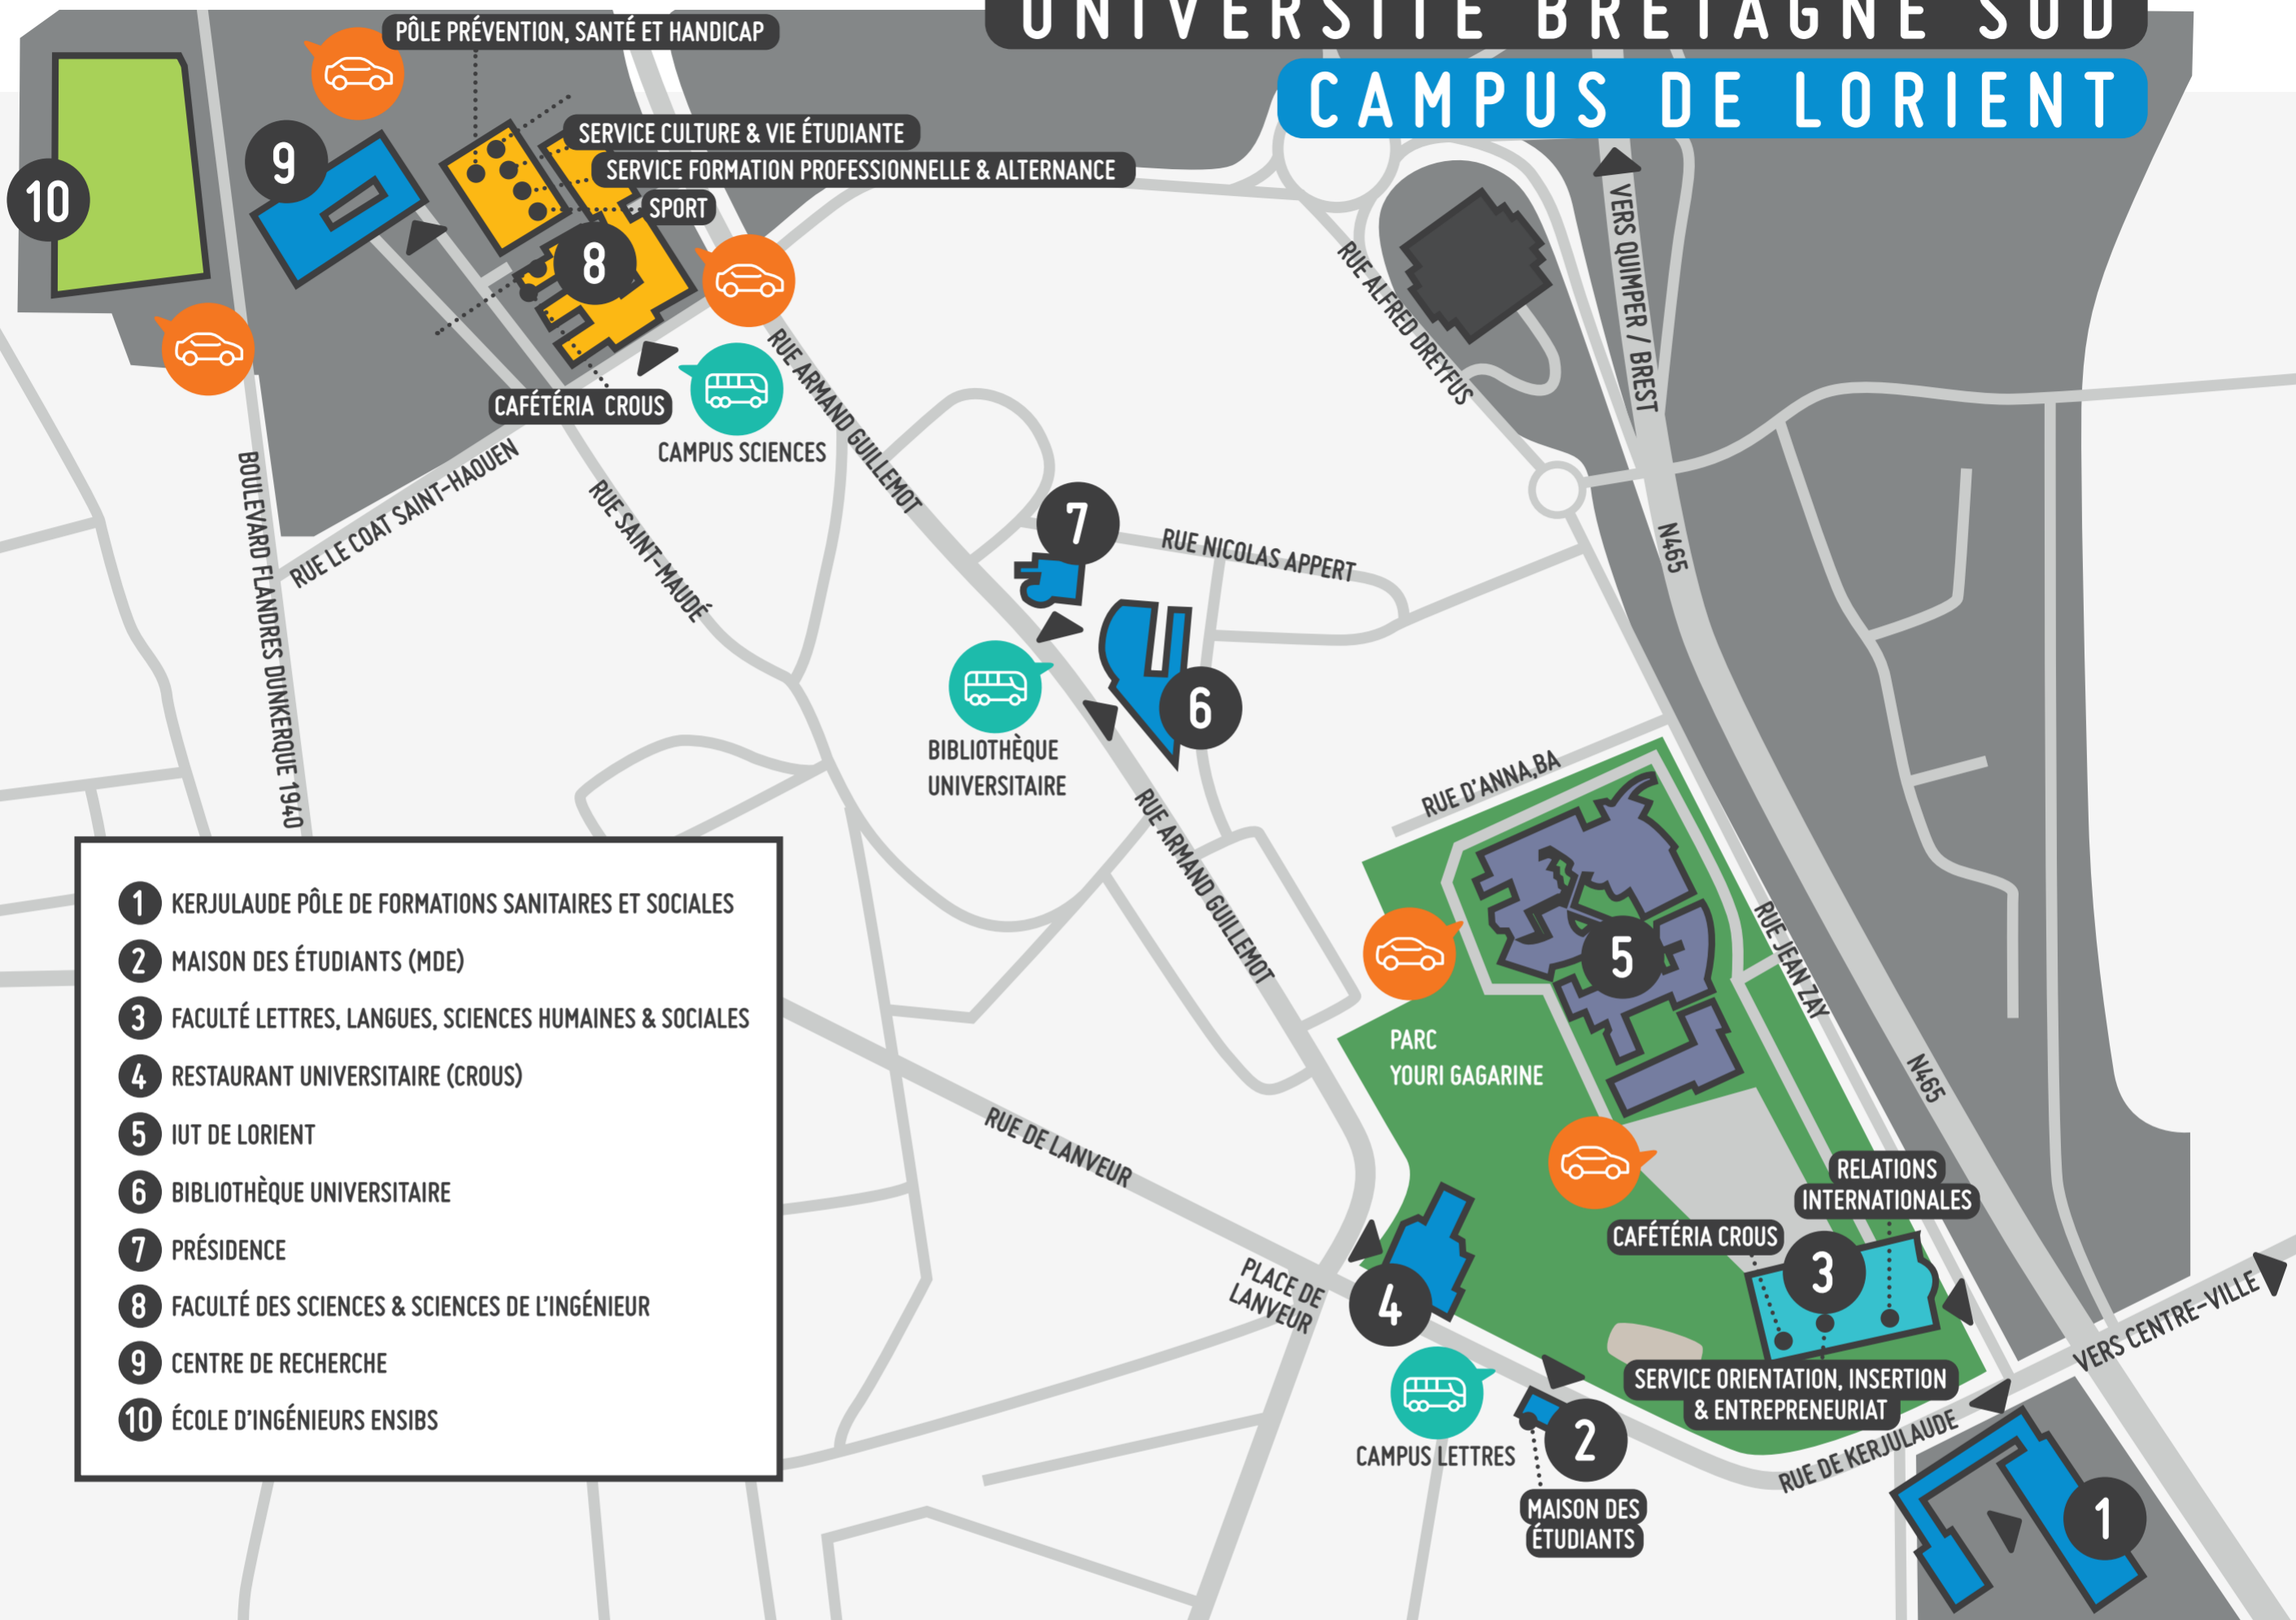 UNIVERSITÉ BRETAGNE SUD
CAMPUS DE LORIENT
PÔLE PRÉVENTION, SANTÉ ET HANDICAP
SERVICE CULTURE & VIE ÉTUDIANTE
SERVICE FORMATION PROFESSIONNELLE & ALTERNANCE
SPORT
10
9
8
CAFÉTÉRIA CROUS
CAMPUS SCIENCES
RUE ARMAND GUILLEMOT
RUE ALFRED DREYFUS
VERS QUIMPER / BREST
BOULEVARD FLANDRES DUNKERQUE 1940
RUE LE COAT SAINT-HAOUEN
RUE SAINT-MAUDÉ
7
RUE NICOLAS APPERT
N465
6
BIBLIOTHÈQUE
UNIVERSITAIRE
RUE ARMAND GUILLEMOT
RUE D'ANNA,BA
5
RUE JEAN ZAY
N465
PARC
YOURI GAGARINE
RUE DE LANVEUR
RELATIONS
INTERNATIONALES
CAFÉTÉRIA CROUS
3
PLACE DE
LANVEUR
4
VERS CENTRE-VILLE
SERVICE ORIENTATION, INSERTION
& ENTREPRENEURIAT
CAMPUS LETTRES
2
RUE DE KERJULAUDE
MAISON DES
ÉTUDIANTS
1
1 KERJULAUDE PÔLE DE FORMATIONS SANITAIRES ET SOCIALES
2 MAISON DES ÉTUDIANTS (MDE)
3 FACULTÉ LETTRES, LANGUES, SCIENCES HUMAINES & SOCIALES
4 RESTAURANT UNIVERSITAIRE (CROUS)
5 IUT DE LORIENT
6 BIBLIOTHÈQUE UNIVERSITAIRE
7 PRÉSIDENCE
8 FACULTÉ DES SCIENCES & SCIENCES DE L'INGÉNIEUR
9 CENTRE DE RECHERCHE
10 ÉCOLE D'INGÉNIEURS ENSIBS